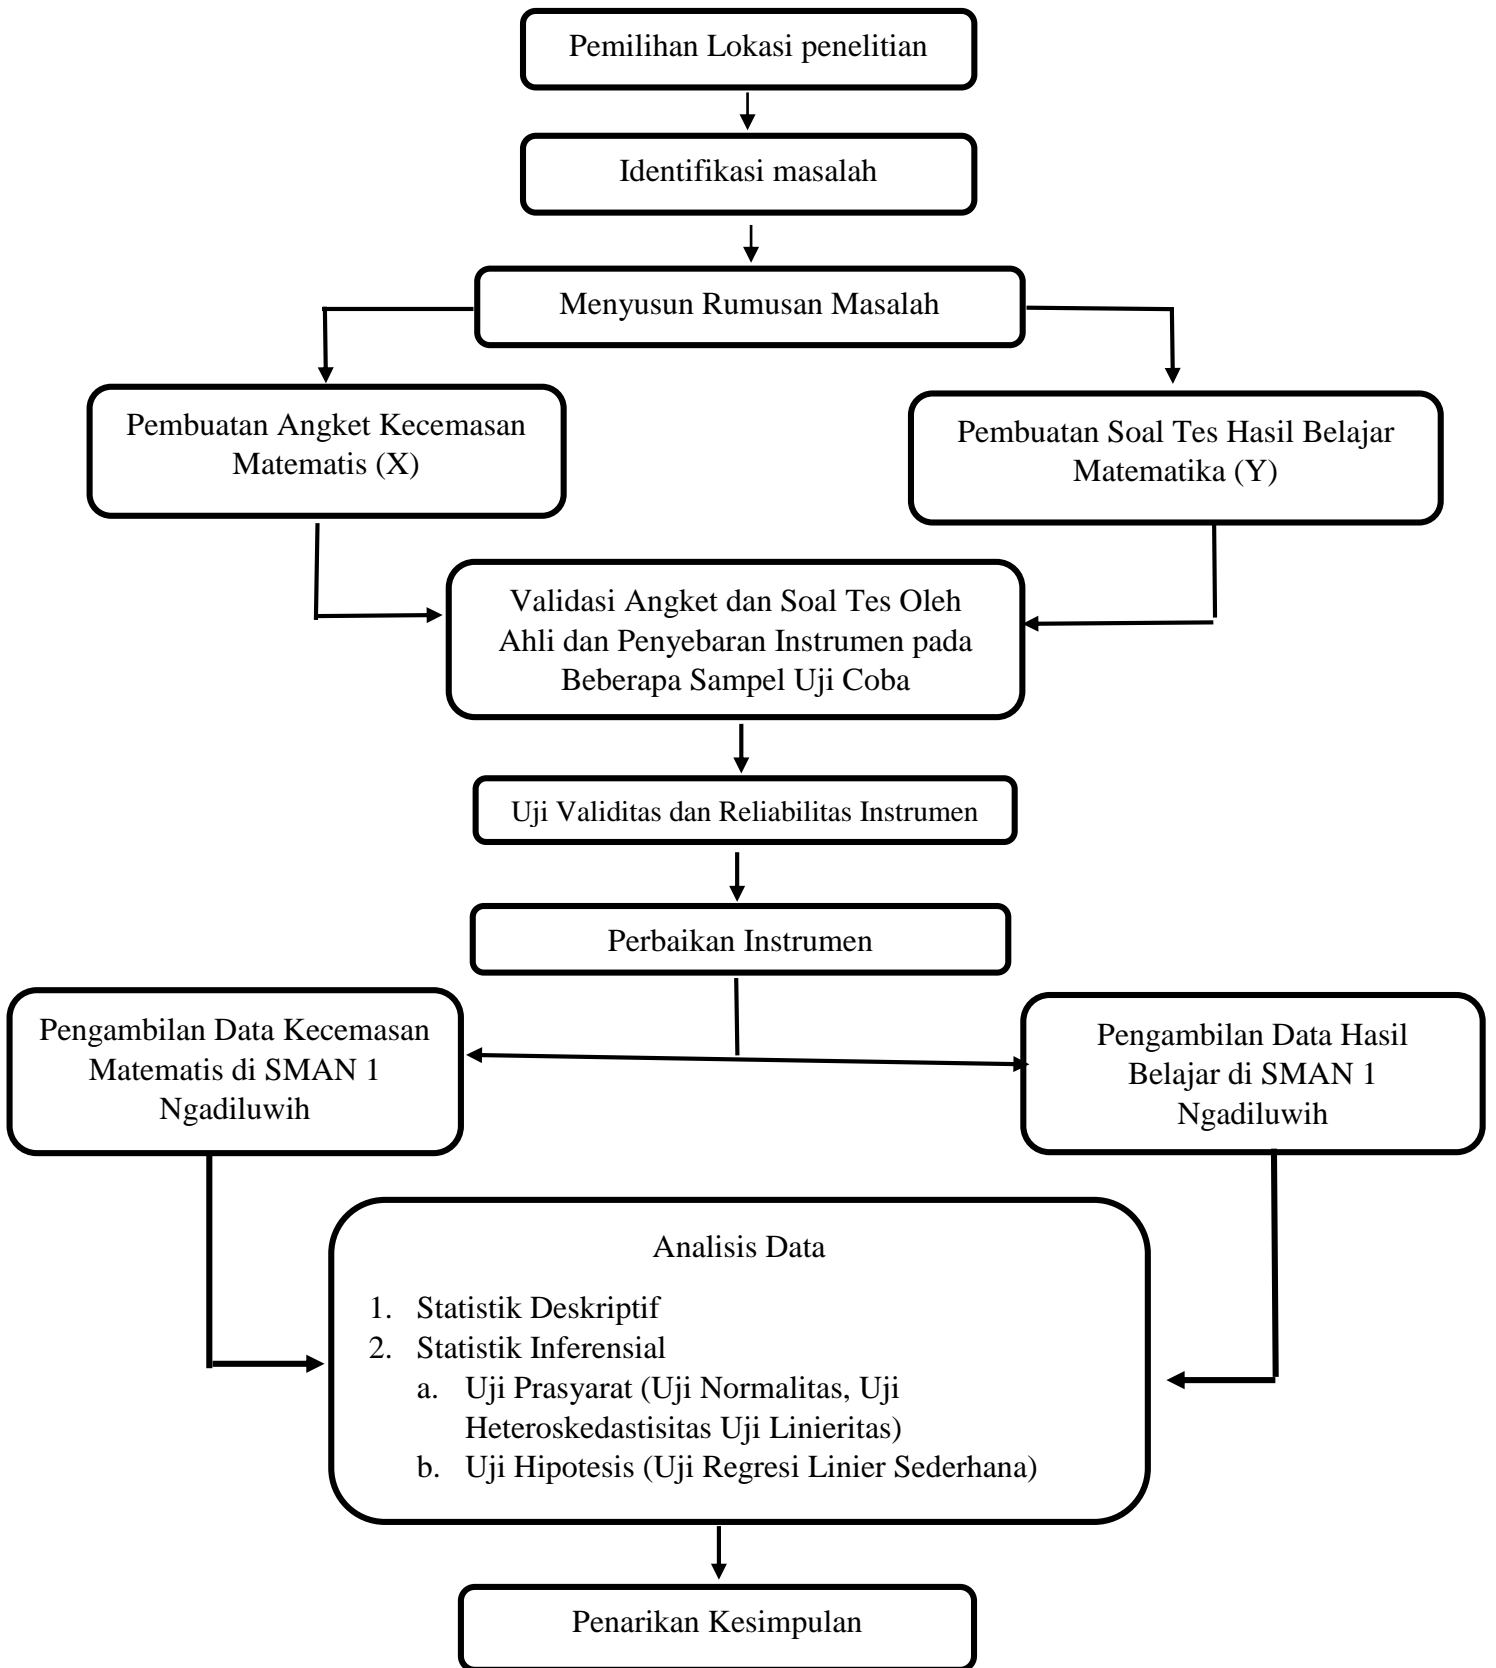 Pemilihan Lokasi penelitian
Identifikasi masalah
Menyusun Rumusan Masalah
Pembuatan Angket Kecemasan
Matematis (X)
Pembuatan Soal Tes Hasil Belajar
Matematika (Y)
Validasi Angket dan Soal Tes Oleh
Ahli dan Penyebaran Instrumen pada
Beberapa Sampel Uji Coba
Uji Validitas dan Reliabilitas Instrumen
Perbaikan Instrumen
Pengambilan Data Kecemasan
Matematis di SMAN 1
Ngadiluwih
Pengambilan Data Hasil
Belajar di SMAN 1
Ngadiluwih
Analisis Data
1. Statistik Deskriptif
2. Statistik Inferensial
a. Uji Prasyarat (Uji Normalitas, Uji
Heteroskedastisitas Uji Linieritas)
b. Uji Hipotesis (Uji Regresi Linier Sederhana)
Penarikan Kesimpulan